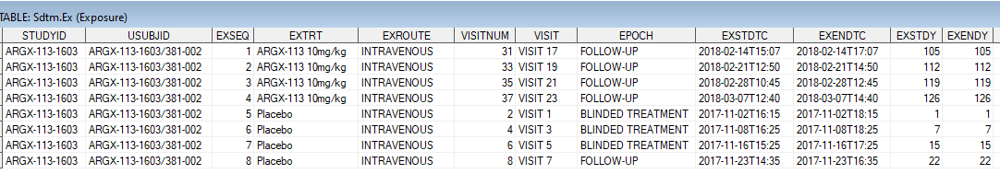 TABLE: Sdtm.Ex (Exposure)
STUDYID USUBJID EXSEQ EXTRT EXROUTE VISITNUM VISIT EPOCH EXSTDTC EXENDTC EXSTDY EXENDY
ARGX-113-1603 ARGX-113-1603/381-002 1 ARGX-113 10mg/kg INTRAVENOUS 31 VISIT 17 FOLLOW-UP 2018-02-14T15:07 2018-02-14T17:07 105 105
ARGX-113-1603 ARGX-113-1603/381-002 2 ARGX-113 10mg/kg INTRAVENOUS 33 VISIT 19 FOLLOW-UP 2018-02-21T12:50 2018-02-21T14:50 112 112
ARGX-113-1603 ARGX-113-1603/381-002 3 ARGX-113 10mg/kg INTRAVENOUS 35 VISIT 21 FOLLOW-UP 2018-02-28T10:45 2018-02-28T12:45 119 119
ARGX-113-1603 ARGX-113-1603/381-002 4 ARGX-113 10mg/kg INTRAVENOUS 37 VISIT 23 FOLLOW-UP 2018-03-07T12:40 2018-03-07T14:40 126 126
ARGX-113-1603 ARGX-113-1603/381-002 5 Placebo INTRAVENOUS 2 VISIT 1 BLINDED TREATMENT 2017-11-02T16:15 2017-11-02T18:15 1 1
ARGX-113-1603 ARGX-113-1603/381-002 6 Placebo INTRAVENOUS 4 VISIT 3 BLINDED TREATMENT 2017-11-08T16:25 2017-11-08T18:25 7 7
ARGX-113-1603 ARGX-113-1603/381-002 7 Placebo INTRAVENOUS 6 VISIT 5 BLINDED TREATMENT 2017-11-16T15:25 2017-11-16T17:25 15 15
ARGX-113-1603 ARGX-113-1603/381-002 8 Placebo INTRAVENOUS 8 VISIT 7 FOLLOW-UP 2017-11-23T14:35 2017-11-23T16:35 22 22